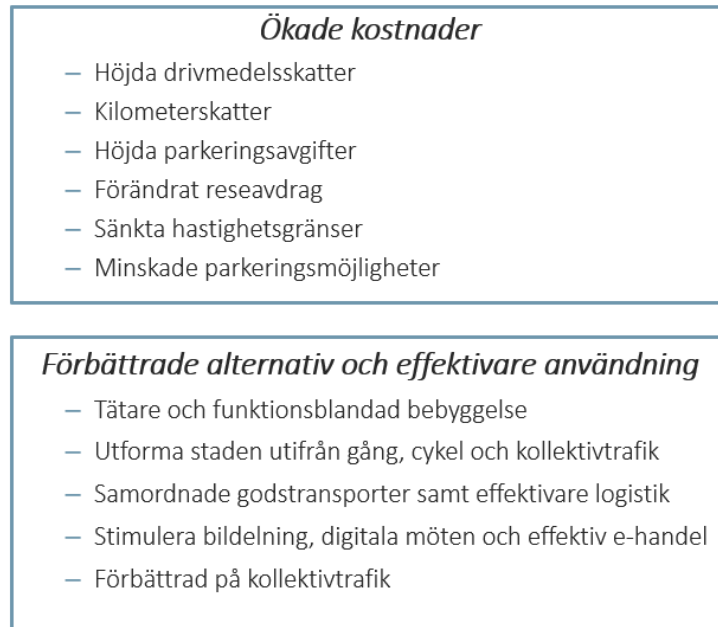 Ökade kostnader
– Höjda drivmedelsskatter
– Kilometerskatter
– Höjda parkeringsavgifter
– Förändrat reseavdrag
– Sänkta hastighetsgränser
– Minskade parkeringsmöjligheter
Förbättrade alternativ och effektivare användning
– Tätare och funktionsblandad bebyggelse
– Utforma staden utifrån gång, cykel och kollektivtrafik
– Samordnade godstransporter samt effektivare logistik
– Stimulera bildelning, digitala möten och effektiv e-handel
– Förbättrad på kollektivtrafik